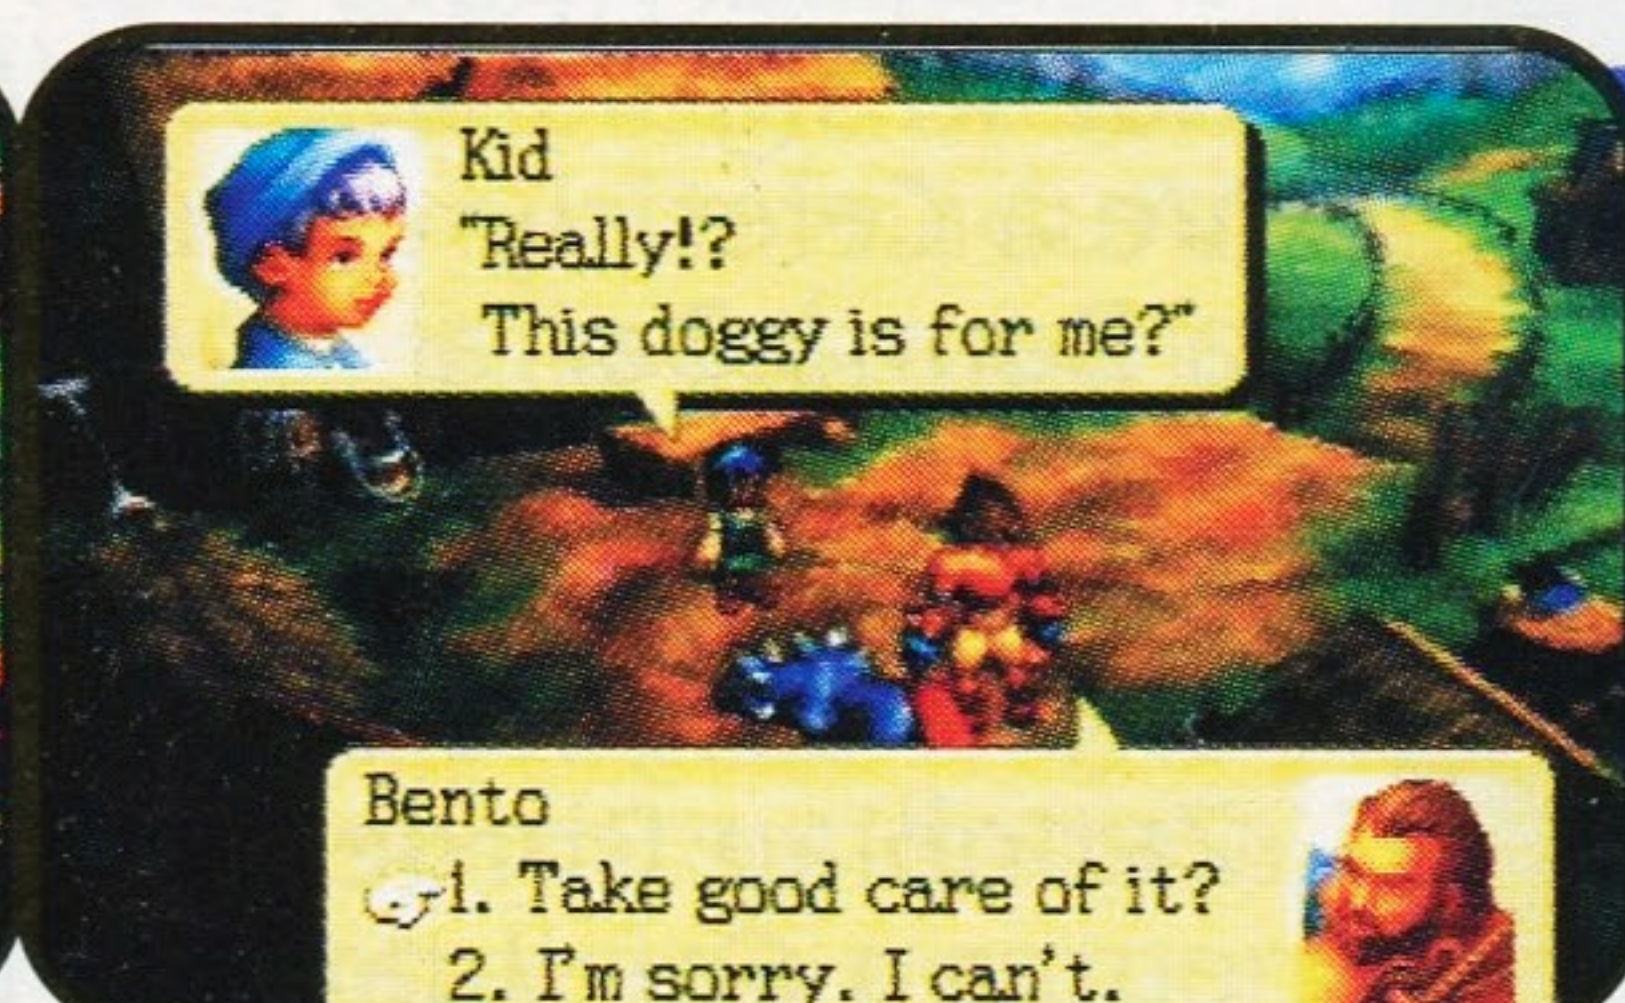 Kid
"Really!?
This doggy is for me?"
Bento
1. Take good care of it?
2. I'm sorry. I can't.